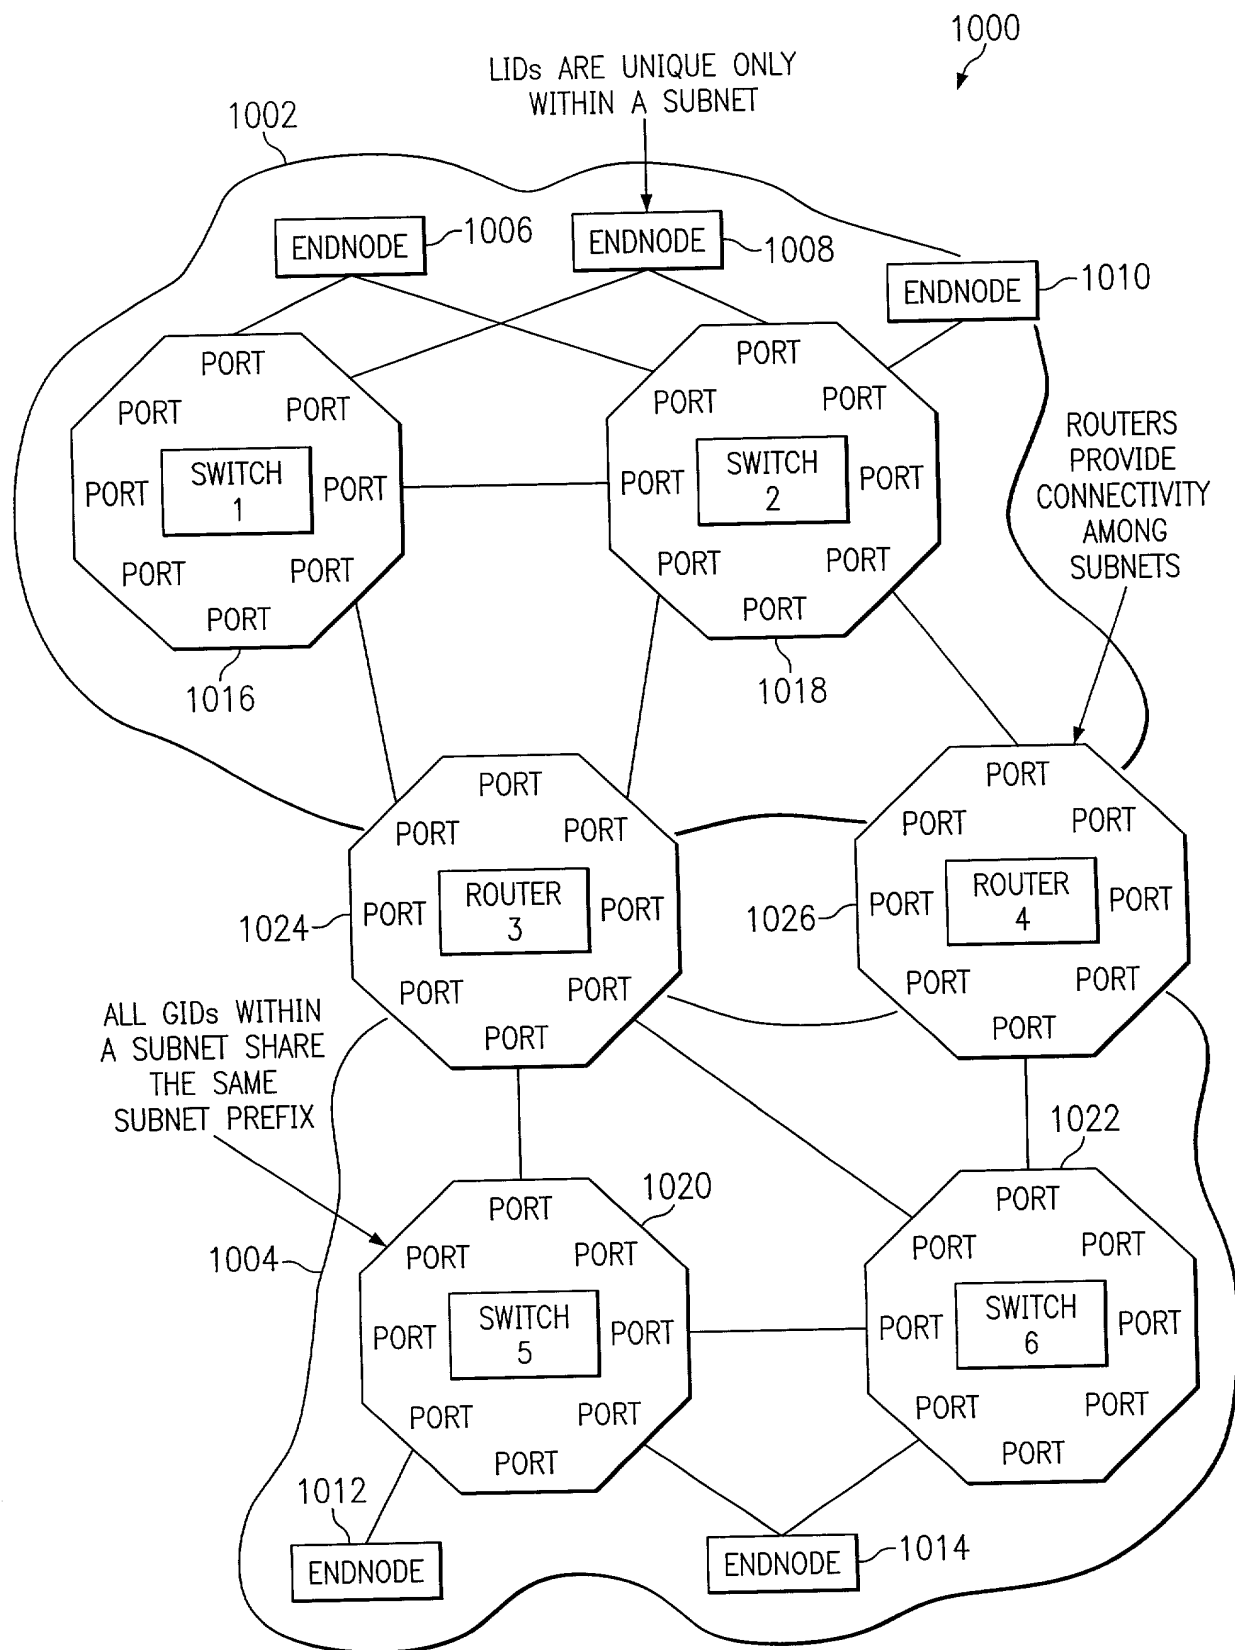 1000
LIDs ARE UNIQUE ONLY
WITHIN A SUBNET
1002
ENDNODE
1006
ENDNODE
1008
ENDNODE
1010
PORT
PORT
PORT
PORT
SWITCH
1
PORT
PORT
PORT
PORT
1016
PORT
PORT
PORT
PORT
SWITCH
2
PORT
PORT
PORT
PORT
1018
ROUTERS
PROVIDE
CONNECTIVITY
AMONG
SUBNETS
PORT
PORT
PORT
1024
PORT
ROUTER
3
PORT
PORT
PORT
PORT
PORT
PORT
PORT
1026
PORT
ROUTER
4
PORT
PORT
PORT
PORT
ALL GIDs WITHIN
A SUBNET SHARE
THE SAME
SUBNET PREFIX
1004
1020
PORT
PORT
PORT
PORT
SWITCH
5
PORT
PORT
PORT
PORT
1022
PORT
PORT
PORT
PORT
SWITCH
6
PORT
PORT
PORT
PORT
1012
ENDNODE
ENDNODE
1014